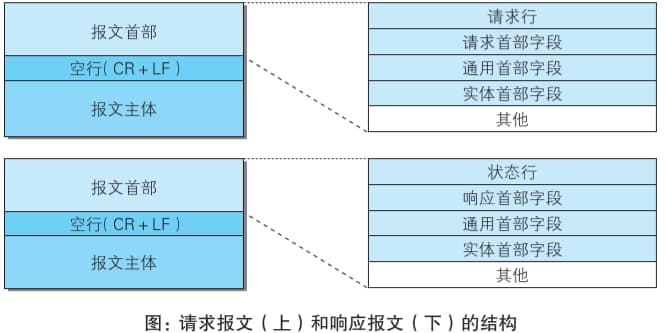 报文首部
空行(CR+LF)
报文主体
请求行
请求首部字段
通用首部字段
实体首部字段
其他
报文首部
空行(CR+LF)
报文主体
状态行
响应首部字段
通用首部字段
实体首部字段
其他
图：请求报文（上）和响应报文（下）的结构